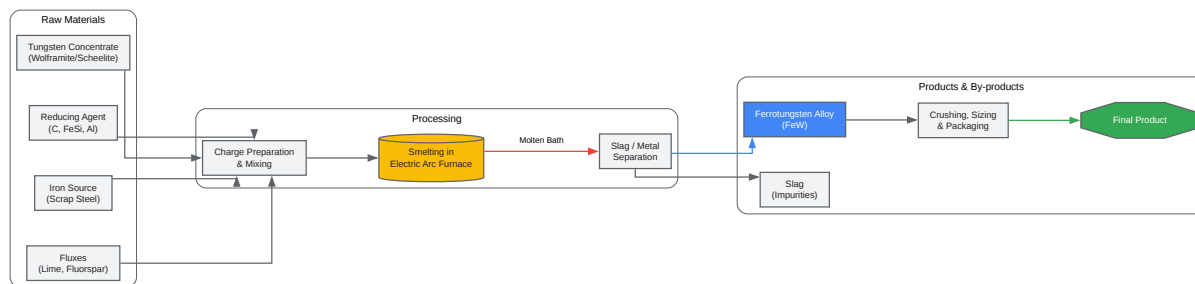 Raw Materials
Tungsten Concentrate
(Wolframite/Scheelite)
Reducing Agent
(C, FeSi, Al)
Iron Source
(Scrap Steel)
Fluxes
(Lime, Fluorspar)
Processing
Charge Preparation
& Mixing
Smelting in
Electric Arc Furnace
Molten Bath
Slag / Metal
Separation
Products & By-products
Ferrotungsten Alloy
(FeW)
Crushing, Sizing
& Packaging
Final Product
Slag
(Impurities)